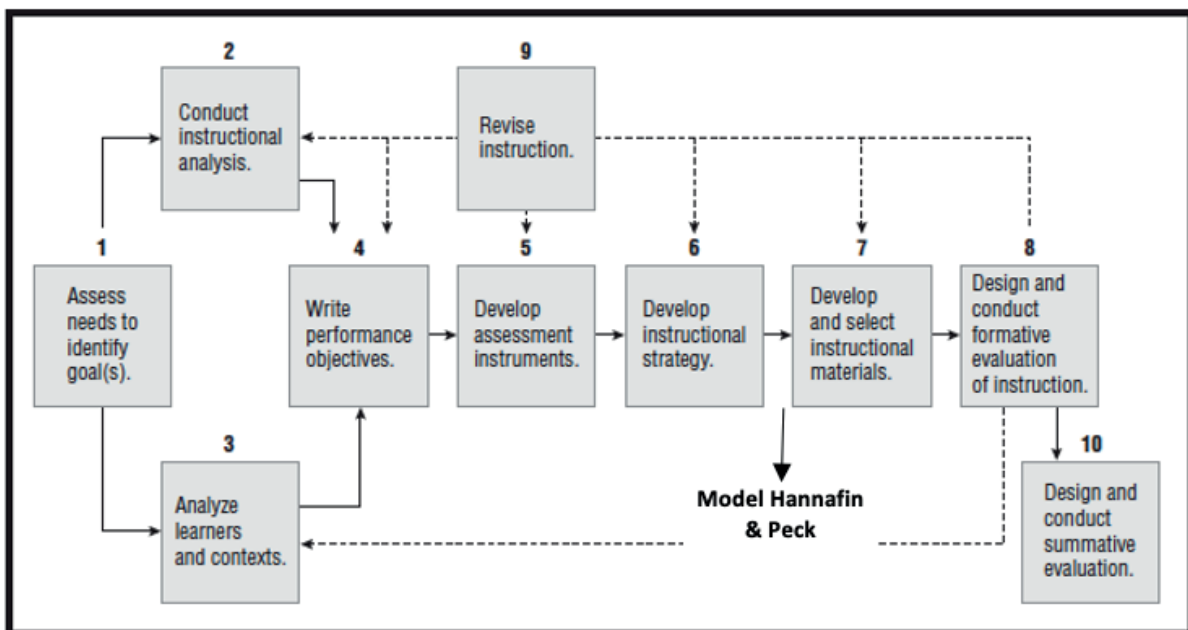 2
Conduct
instructional
analysis.
9
Revise
instruction.
1
Assess
needs to
identify
goal(s).
4
Write
performance
objectives.
5
Develop
assessment
instruments.
6
Develop
instructional
strategy.
7
Develop
and select
instructional
materials.
8
Design and
conduct
formative
evaluation
of instruction.
3
Analyze
learners
and contexts.
Model Hannafin
& Peck
10
Design and
conduct
summative
evaluation.